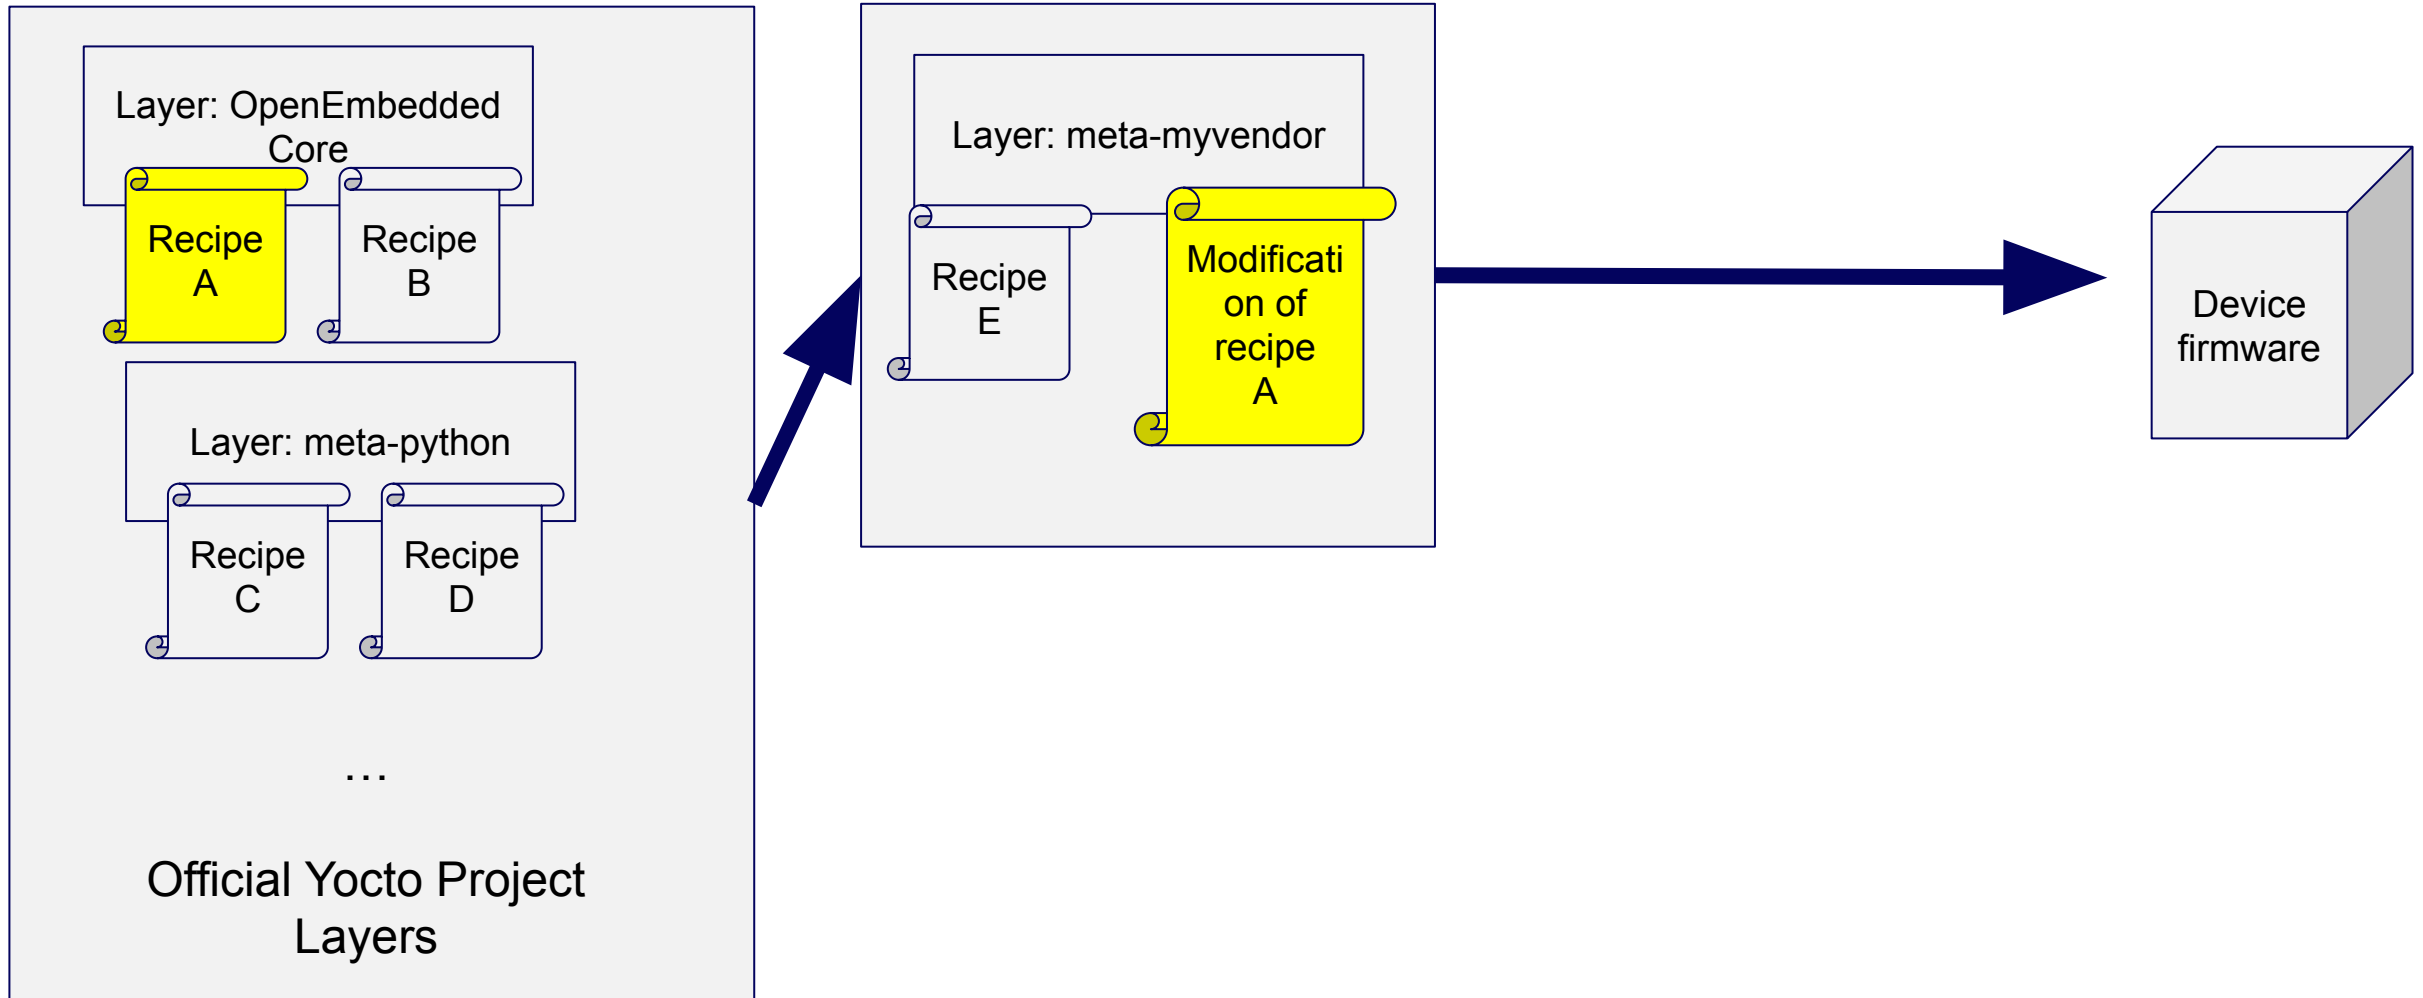 Layer: OpenEmbedded
Core
Recipe
A
Recipe
B
Layer: meta-python
Recipe
C
Recipe
D
…
Official Yocto Project
Layers
Layer: meta-myvendor
Recipe
E
Modificati
on of
recipe
A
Device
firmware